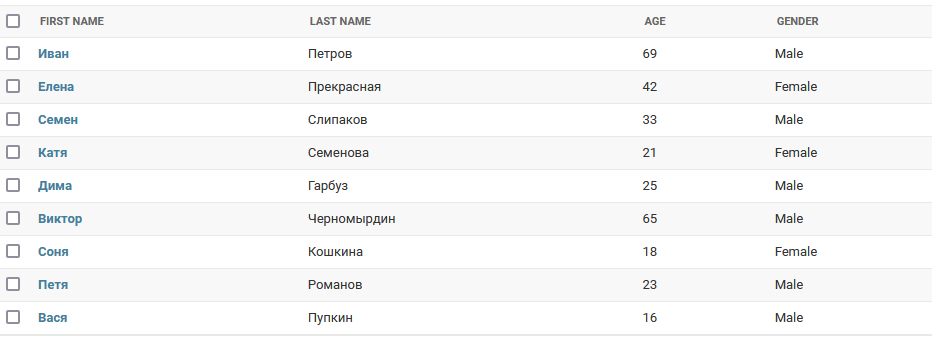 FIRST NAME LAST NAME AGE GENDER
Иван Петров 69 Male
Елена Прекрасная 42 Female
Семен Слипаков 33 Male
Катя Семенова 21 Female
Дима Гарбуз 25 Male
Виктор Черномырдин 65 Male
Соня Кошкина 18 Female
Петя Романов 23 Male
Вася Пупкин 16 Male